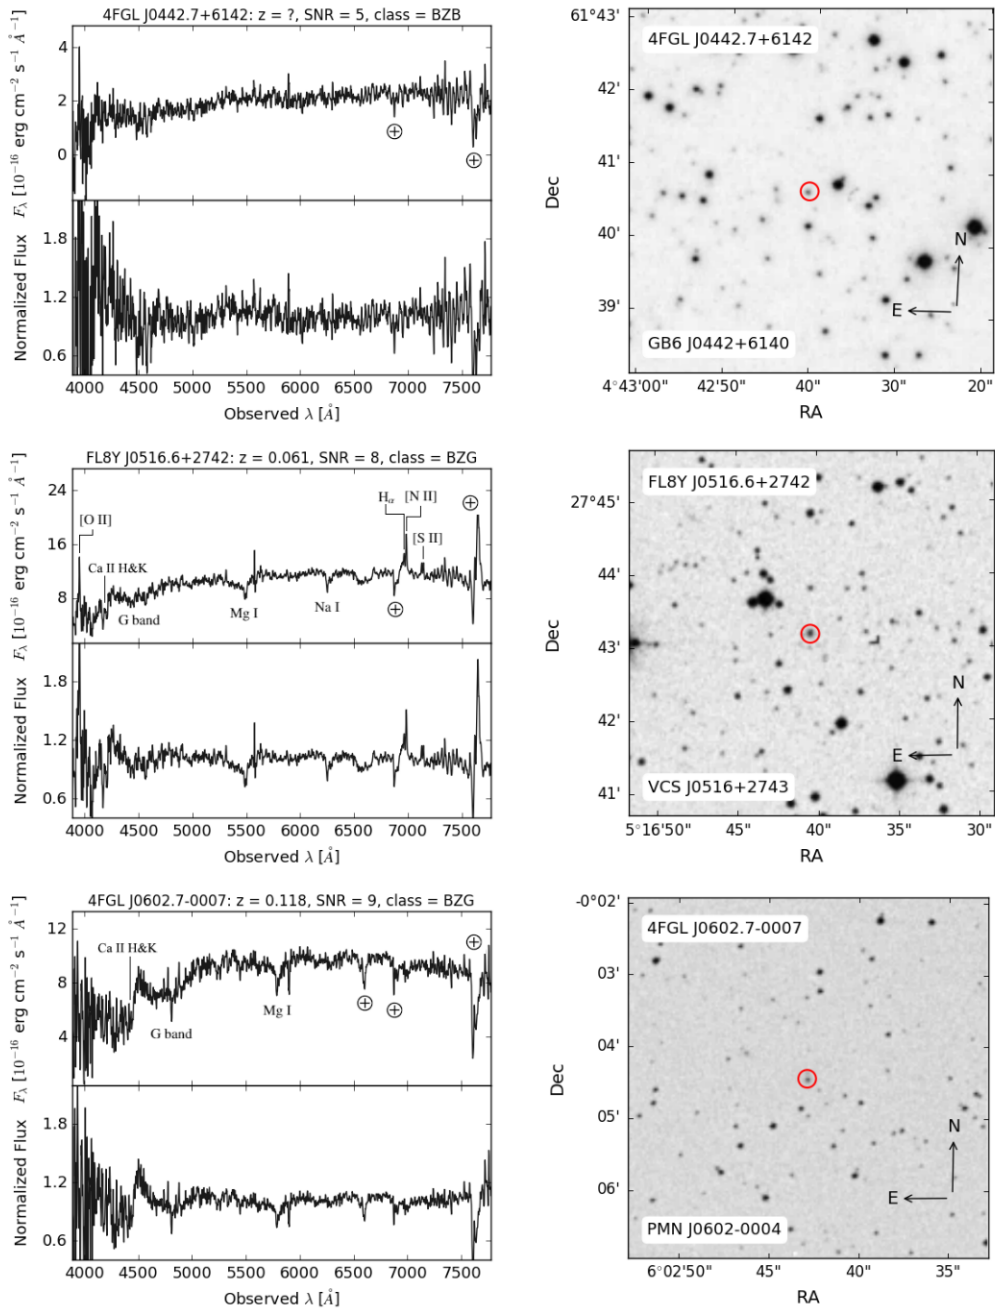 4FGL J0442.7+6142: z = ?, SNR = 5, class = BZB
F_λ [10⁻¹⁶ erg cm⁻² s⁻¹ Å⁻¹]
4
2
0
⊕
⊕
Normalized Flux
1.8
1.2
0.6
4000 4500 5000 5500 6000 6500 7000 7500
Observed λ [Å]
4FGL J0442.7+6142
61°43'
42'
41'
40'
39'
Dec
N
E
GB6 J0442+6140
4°43'00" 42'50" 40" 30" 20"
RA
FL8Y J0516.6+2742: z = 0.061, SNR = 8, class = BZG
F_λ [10⁻¹⁶ erg cm⁻² s⁻¹ Å⁻¹]
24
16
8
[O II]
Ca II H&K
G band
Mg I
Na I
H_α
[N II]
[S II]
⊕
⊕
Normalized Flux
1.8
1.2
0.6
4000 4500 5000 5500 6000 6500 7000 7500
Observed λ [Å]
FL8Y J0516.6+2742
27°45'
44'
43'
42'
41'
Dec
N
E
VCS J0516+2743
5°16'50" 45" 40" 35" 30"
RA
4FGL J0602.7-0007: z = 0.118, SNR = 9, class = BZG
F_λ [10⁻¹⁶ erg cm⁻² s⁻¹ Å⁻¹]
12
8
4
Ca II H&K
G band
Mg I
⊕
⊕
⊕
Normalized Flux
1.8
1.2
0.6
4000 4500 5000 5500 6000 6500 7000 7500
Observed λ [Å]
4FGL J0602.7-0007
-0°02'
03'
04'
05'
06'
Dec
N
E
PMN J0602-0004
6°02'50" 45" 40" 35"
RA